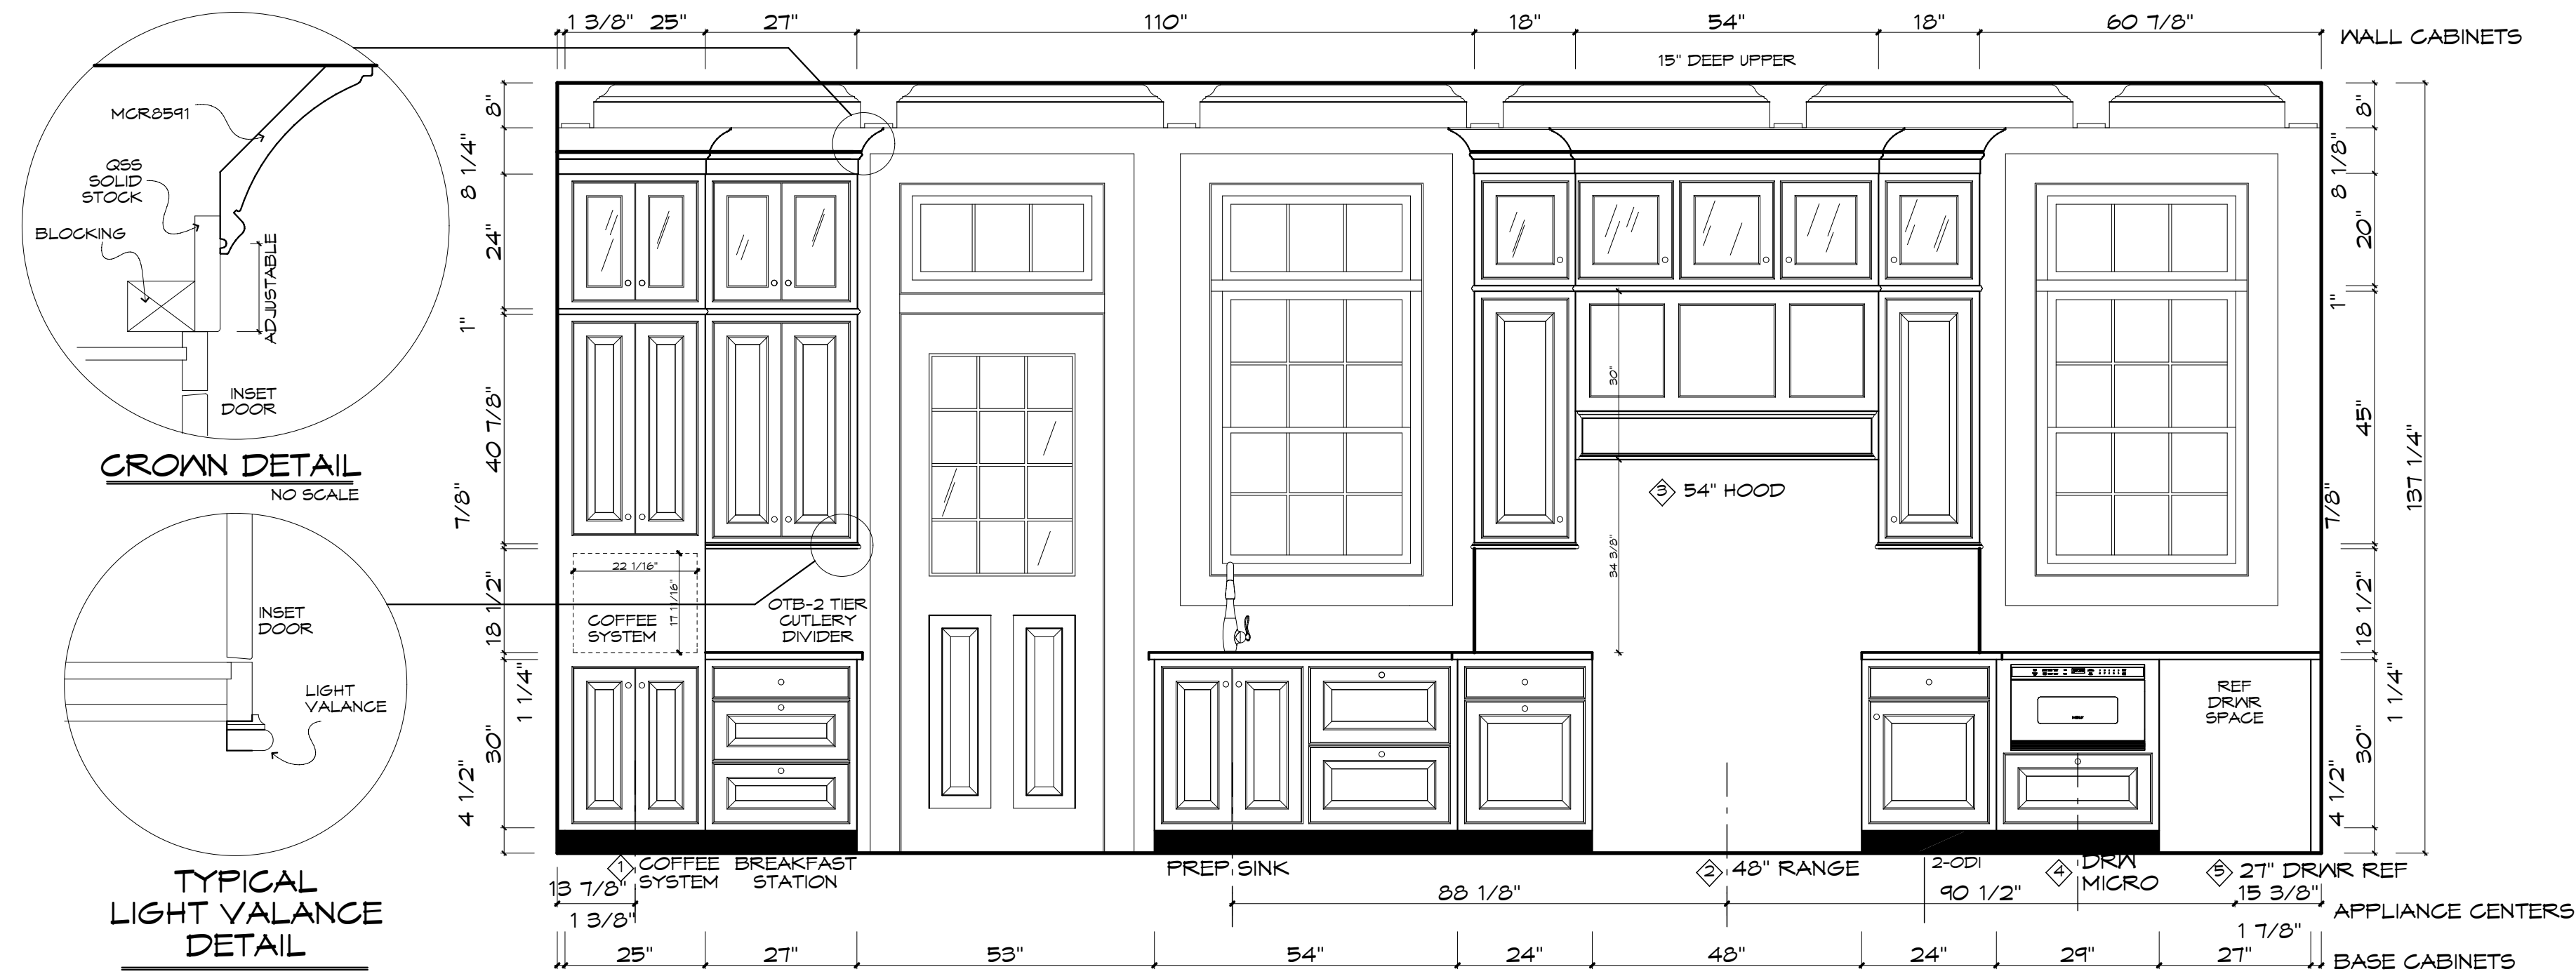 1 3/8" 25" 27" 110" 18" 54" 18" 60 7/8"
WALL CABINETS
15" DEEP UPPER
MCR8591
QSS
SOLID
STOCK
BLOCKING
ADJUSTABLE
INSET
DOOR
CROWN DETAIL
NO SCALE
INSET
DOOR
LIGHT
VALANCE
TYPICAL
LIGHT VALANCE
DETAIL
8"
8 1/4"
24"
1"
40 7/8"
7/8"
18 1/2"
1 1/4"
30"
4 1/2"
22 1/16"
17 11/16"
COFFEE
SYSTEM
OTB-2 TIER
CUTLERY
DIVIDER
30"
34 3/8"
3 54" HOOD
REF
DRWR
SPACE
8"
8 1/8"
20"
1"
45"
7/8"
18 1/2"
1 1/4"
30"
4 1/2"
137 1/4"
1 COFFEE
SYSTEM
BREAKFAST
STATION
PREP SINK
2 48" RANGE
2-ODI
4 DRW
MICRO
5 27" DRWR REF
13 7/8" 88 1/8" 90 1/2" 15 3/8"
APPLIANCE CENTERS
1 3/8" 1 7/8"
25" 27" 53" 54" 24" 48" 24" 29" 27"
BASE CABINETS